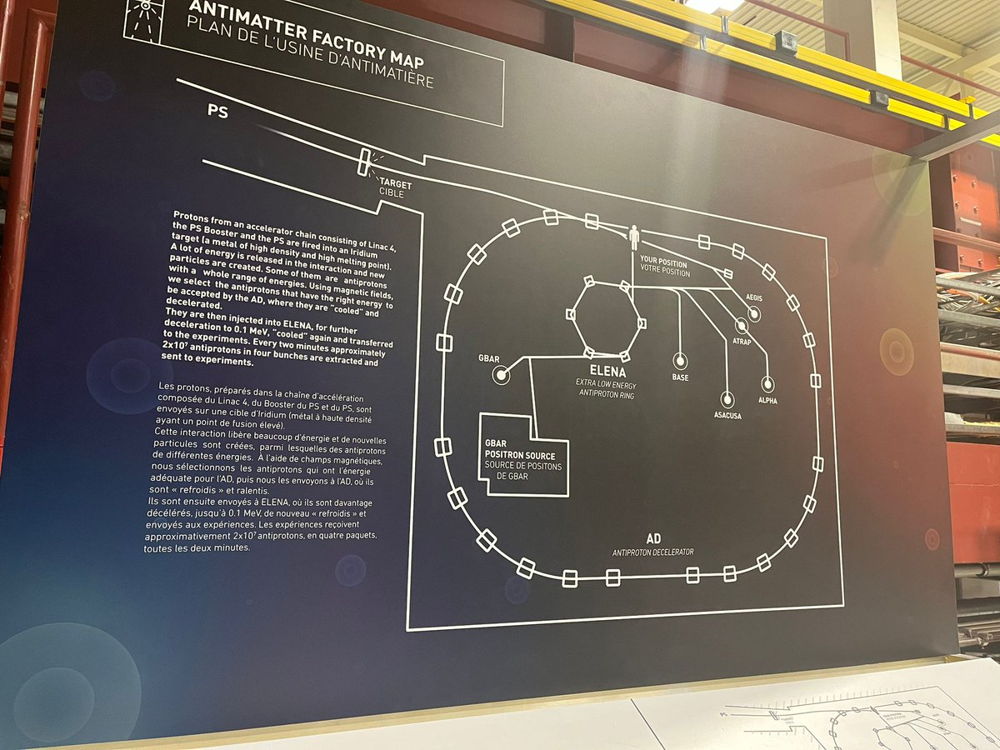 ANTIMATTER FACTORY MAP
PLAN DE L'USINE D'ANTIMATIÈRE
PS
TARGET
CIBLE
Protons from an accelerator chain consisting of Linac 4,
the PS Booster and the PS are fired into an Iridium
target (a metal of high density and high melting point).
A lot of energy is released in the interaction and new
particles are created. Some of them are antiprotons
with a whole range of energies. Using magnetic fields,
we select the antiprotons that have the right energy to
be accepted by the AD, where they are "cooled" and
decelerated.
They are then injected into ELENA, for further
deceleration to 0.1 MeV, "cooled" again and transferred
to the experiments. Every two minutes approximately
2x10⁷ antiprotons in four bunches are extracted and
sent to experiments.
Les protons, préparés dans la chaîne d'accélération
composée du Linac 4, du Booster du PS et du PS, sont
envoyés sur une cible d'Iridium (métal à haute densité
ayant un point de fusion élevé).
Cette interaction libère beaucoup d'énergie et de nouvelles
particules sont créées, parmi lesquelles des antiprotons
de différentes énergies. À l'aide de champs magnétiques,
nous sélectionnons les antiprotons qui ont l'énergie
adéquate pour l'AD, puis nous les envoyons à l'AD, où ils
sont « refroidis » et ralentis.
Ils sont ensuite envoyés à ELENA, où ils sont davantage
décélérés, jusqu'à 0.1 MeV, de nouveau « refroidis » et
envoyés aux expériences. Les expériences reçoivent
approximativement 2x10⁷ antiprotons, en quatre paquets,
toutes les deux minutes.
YOUR POSITION
VOTRE POSITION
AEGIS
ATRAP
GBAR
ELENA
EXTRA LOW ENERGY
ANTIPROTON RING
BASE
ALPHA
ASACUSA
GBAR
POSITRON SOURCE
SOURCE DE POSITONS
DE GBAR
AD
ANTIPROTON DECELERATOR
PS